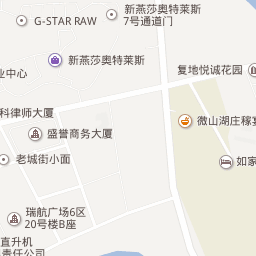 G-STAR RAW
新燕莎奥特莱斯
7号通道门
新燕莎奥特莱斯
业中心
复地悦诚花园
科律师大厦
微山湖庄稼宴
盛誉商务大厦
老城街小面
如家
瑞航广场6区
20号楼B座
直升机
公司总部